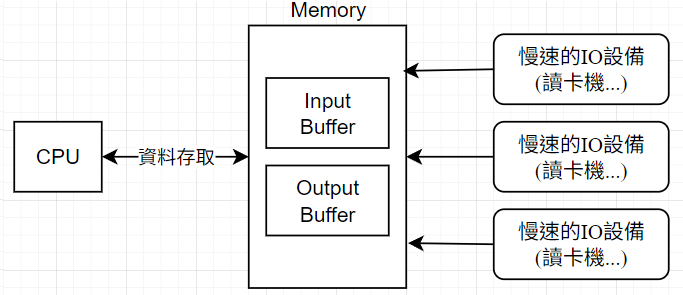 Memory
慢速的IO設備
(讀卡機...)
Input
Buffer
CPU
資料存取
慢速的IO設備
(讀卡機...)
Output
Buffer
慢速的IO設備
(讀卡機...)